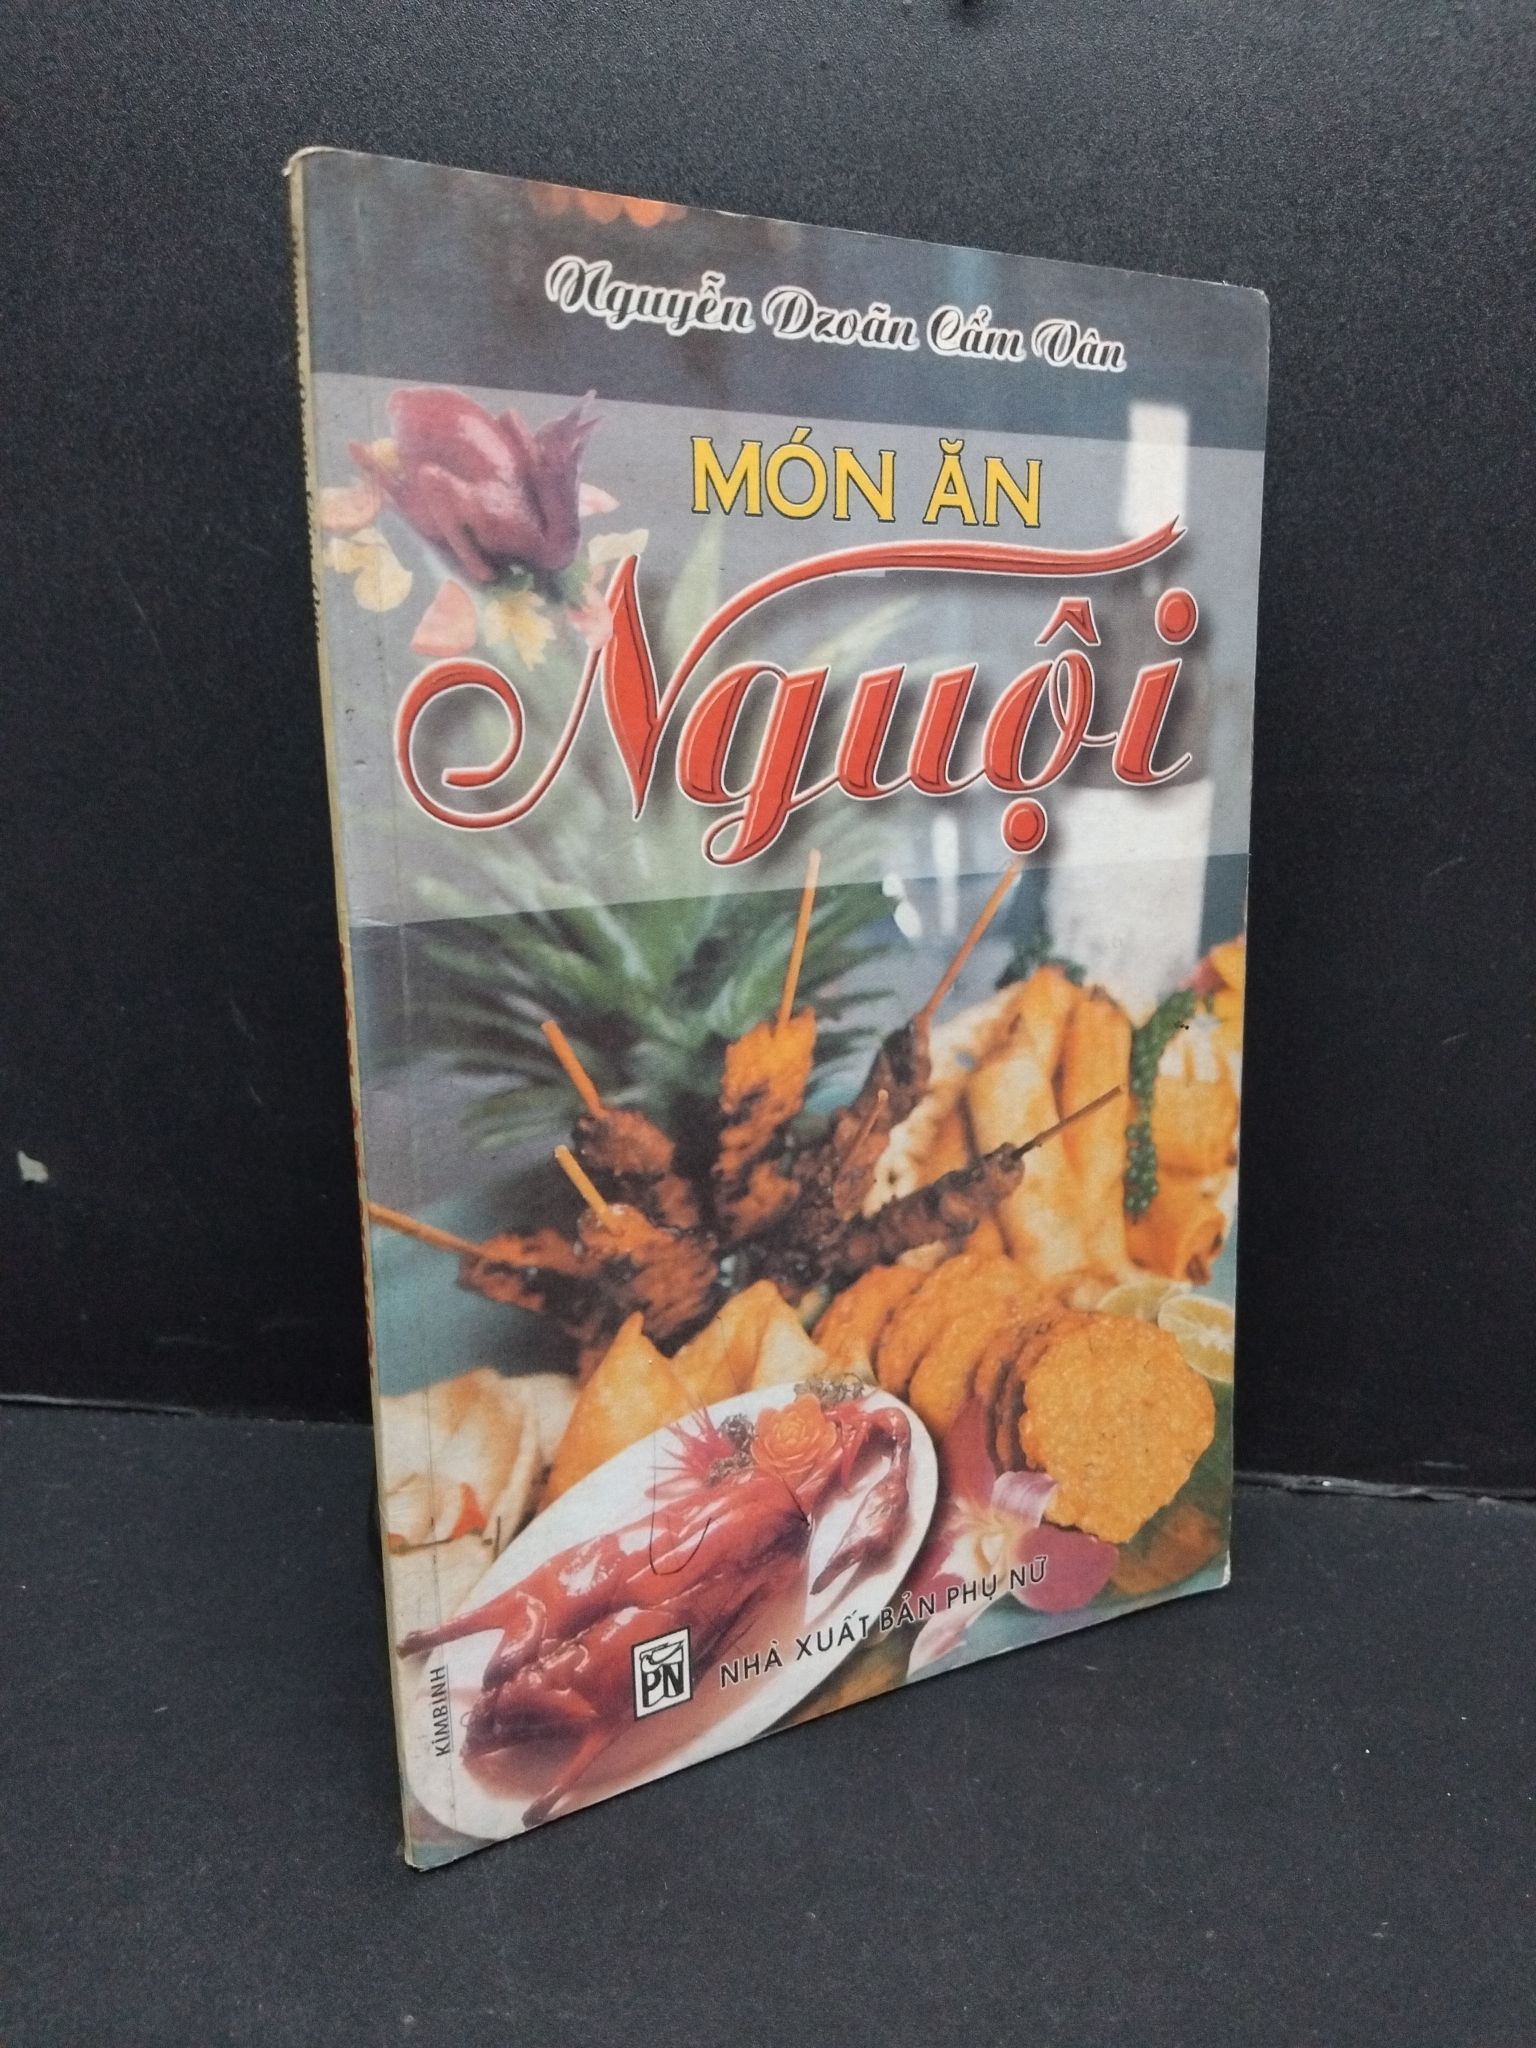 Nguyễn Dzoãn Cẩm Vân
MÓN ĂN
Nguội
KIMBINH
PN
NHÀ XUẤT BẢN PHỤ NỮ